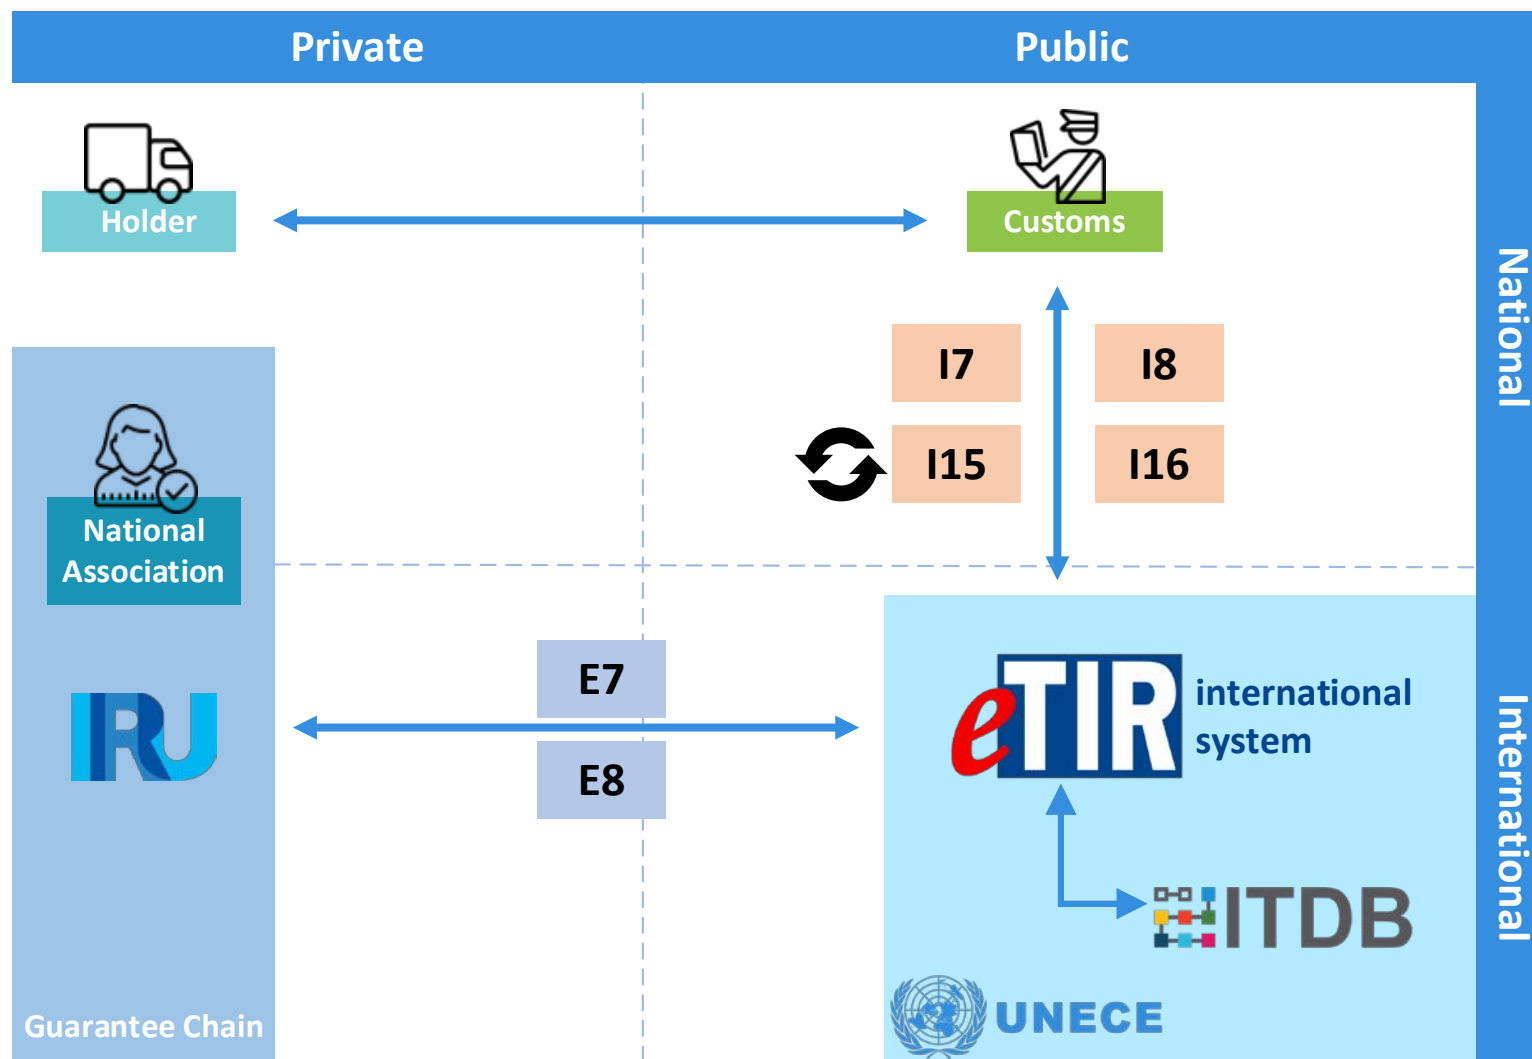 Private
Public
Holder
Customs
National
I7
I8
I15
I16
National
Association
E7
E8
IRU
eTIR
international
system
International
ITDB
Guarantee Chain
UNECE